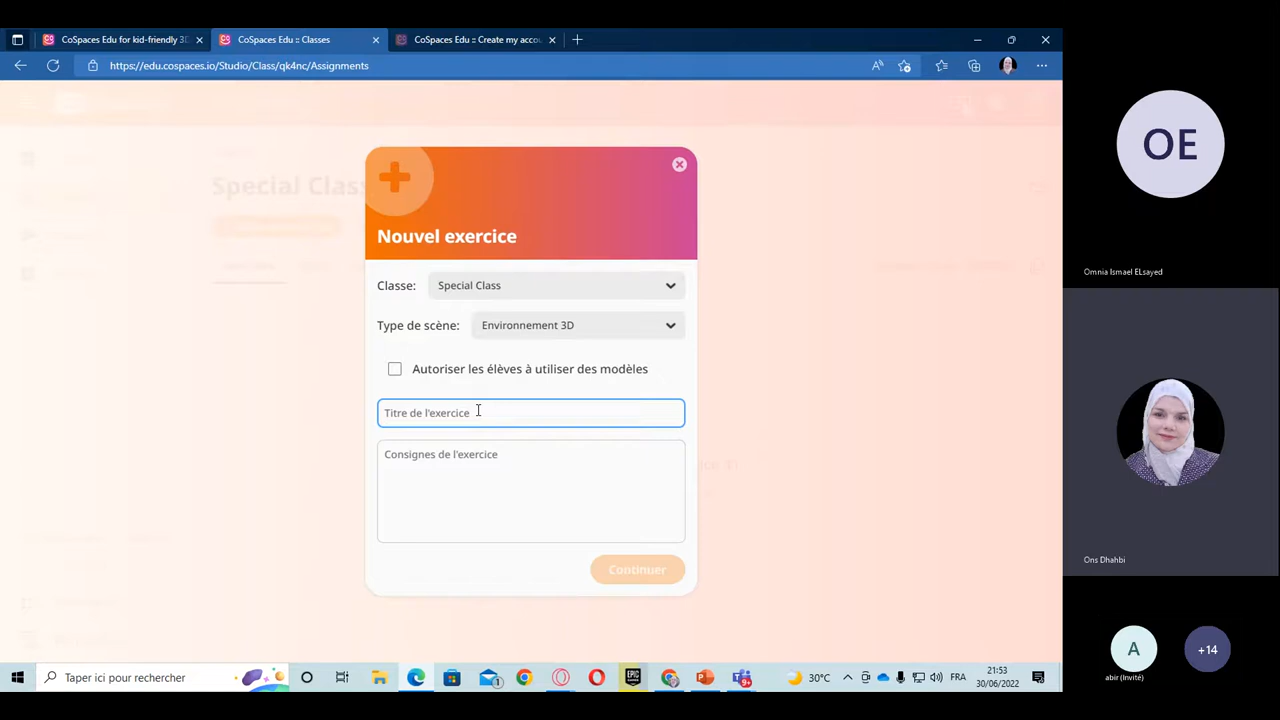 CoSpaces Edu for kid-friendly 3D
CoSpaces Edu :: Classes
CoSpaces Edu :: Create my accou
https://edu.cospaces.io/Studio/Class/qk4nc/Assignments
Special Class
Nouvel exercice
Classe:
Special Class
Type de scène:
Environnement 3D
Autoriser les élèves à utiliser des modèles
Titre de l'exercice
Consignes de l'exercice
Continuer
OE
Omnia Ismael ELsayed
Ons Dhahbi
A
+14
abir (Invité)
Taper ici pour rechercher
EPIC
30°C
FRA
21:53
30/06/2022